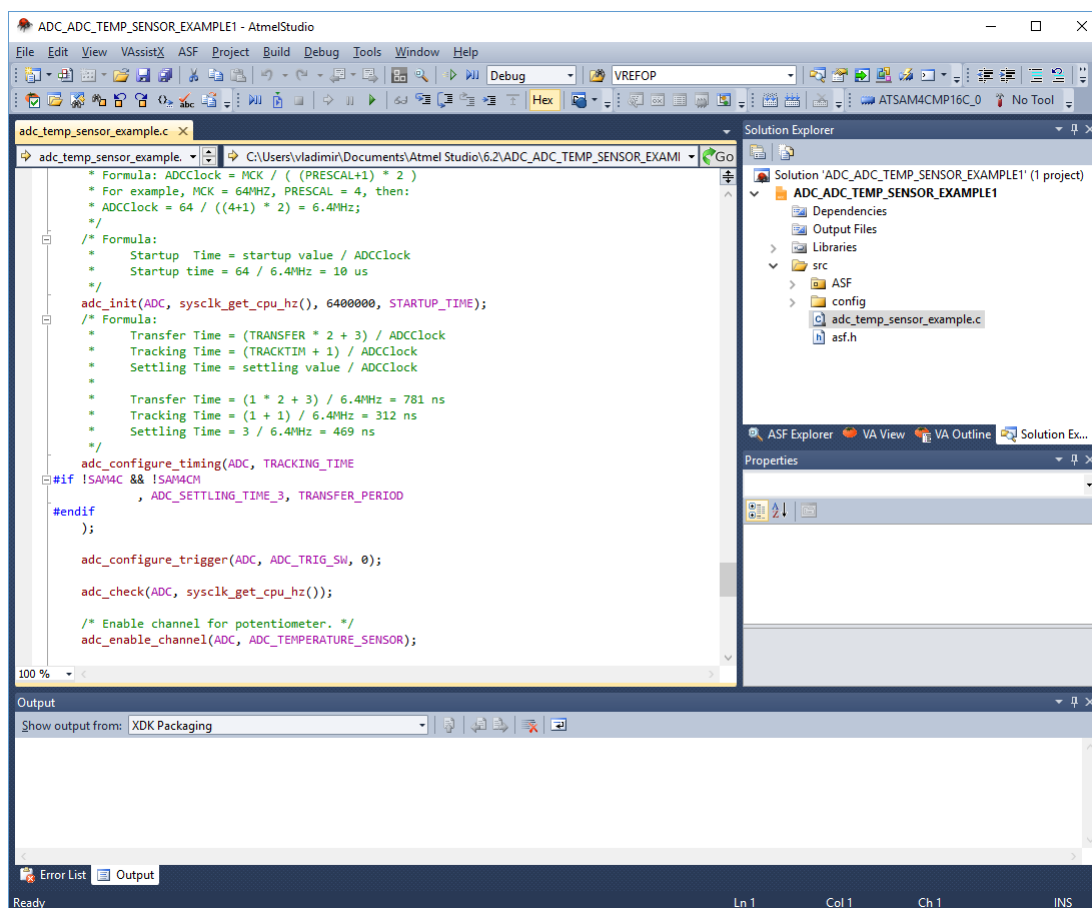 ADC_ADC_TEMP_SENSOR_EXAMPLE1 - AtmelStudio
File Edit View VAssistX ASF Project Build Debug Tools Window Help
Debug VREFOP
Hex ATSAM4CMP16C_0 No Tool
adc_temp_sensor_example.c
adc_temp_sensor_example. C:\Users\vladimir\Documents\Atmel Studio\6.2\ADC_ADC_TEMP_SENSOR_EXAMI Go
* Formula: ADCClock = MCK / ( (PRESCAL+1) * 2 )
* For example, MCK = 64MHZ, PRESCAL = 4, then:
* ADCClock = 64 / ((4+1) * 2) = 6.4MHz;
*/
/* Formula:
* Startup Time = startup value / ADCClock
* Startup time = 64 / 6.4MHz = 10 us
*/
adc_init(ADC, sysclk_get_cpu_hz(), 6400000, STARTUP_TIME);
/* Formula:
* Transfer Time = (TRANSFER * 2 + 3) / ADCClock
* Tracking Time = (TRACKTIM + 1) / ADCClock
* Settling Time = settling value / ADCClock
*
* Transfer Time = (1 * 2 + 3) / 6.4MHz = 781 ns
* Tracking Time = (1 + 1) / 6.4MHz = 312 ns
* Settling Time = 3 / 6.4MHz = 469 ns
*/
adc_configure_timing(ADC, TRACKING_TIME
#if !SAM4C && !SAM4CM
, ADC_SETTLING_TIME_3, TRANSFER_PERIOD
#endif
);
adc_configure_trigger(ADC, ADC_TRIG_SW, 0);
adc_check(ADC, sysclk_get_cpu_hz());
/* Enable channel for potentiometer. */
adc_enable_channel(ADC, ADC_TEMPERATURE_SENSOR);
100 %
Solution Explorer
Solution 'ADC_ADC_TEMP_SENSOR_EXAMPLE1' (1 project)
ADC_ADC_TEMP_SENSOR_EXAMPLE1
Dependencies
Output Files
Libraries
src
ASF
config
adc_temp_sensor_example.c
asf.h
ASF Explorer VA View VA Outline Solution Ex...
Properties
Output
Show output from: XDK Packaging
Error List Output
Ready Ln 1 Col 1 Ch 1 INS